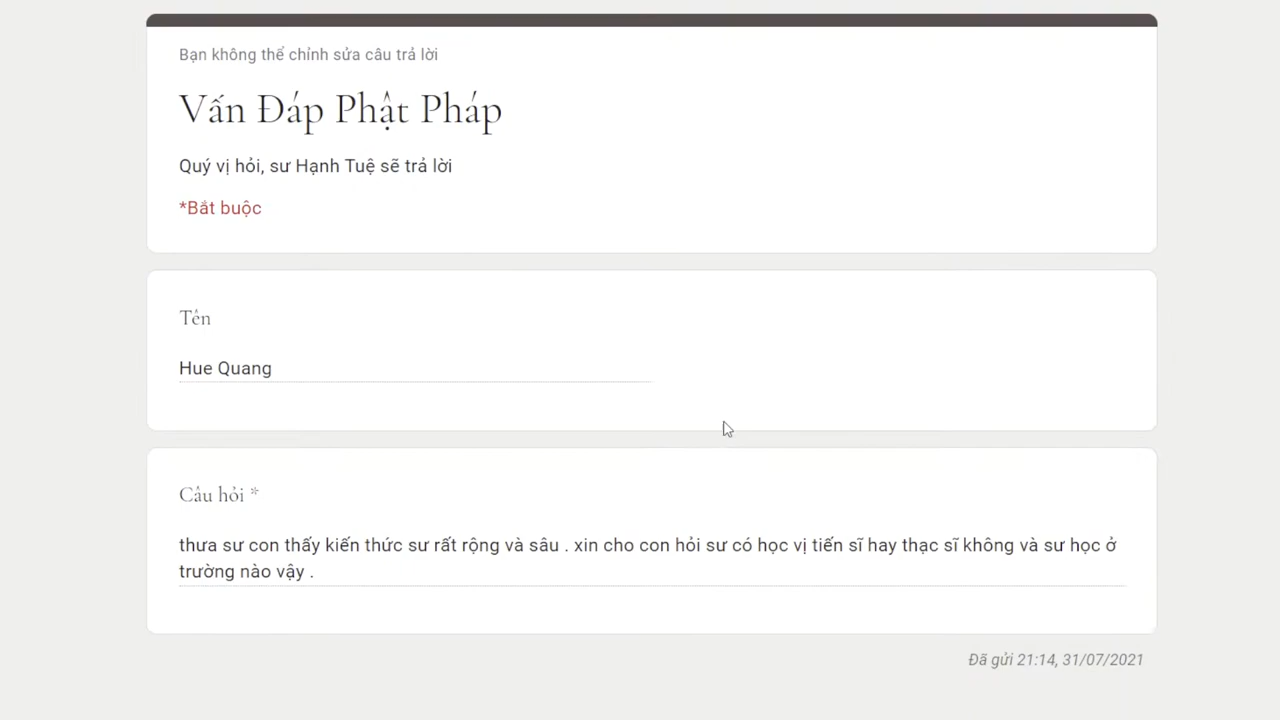 Bạn không thể chỉnh sửa câu trả lời
Vấn Đáp Phật Pháp
Quý vị hỏi, sư Hạnh Tuệ sẽ trả lời
*Bắt buộc
Tên
Hue Quang
Câu hỏi *
thưa sư con thấy kiến thức sư rất rộng và sâu . xin cho con hỏi sư có học vị tiến sĩ hay thạc sĩ không và sư học ở
trường nào vậy .
Đã gửi 21:14, 31/07/2021